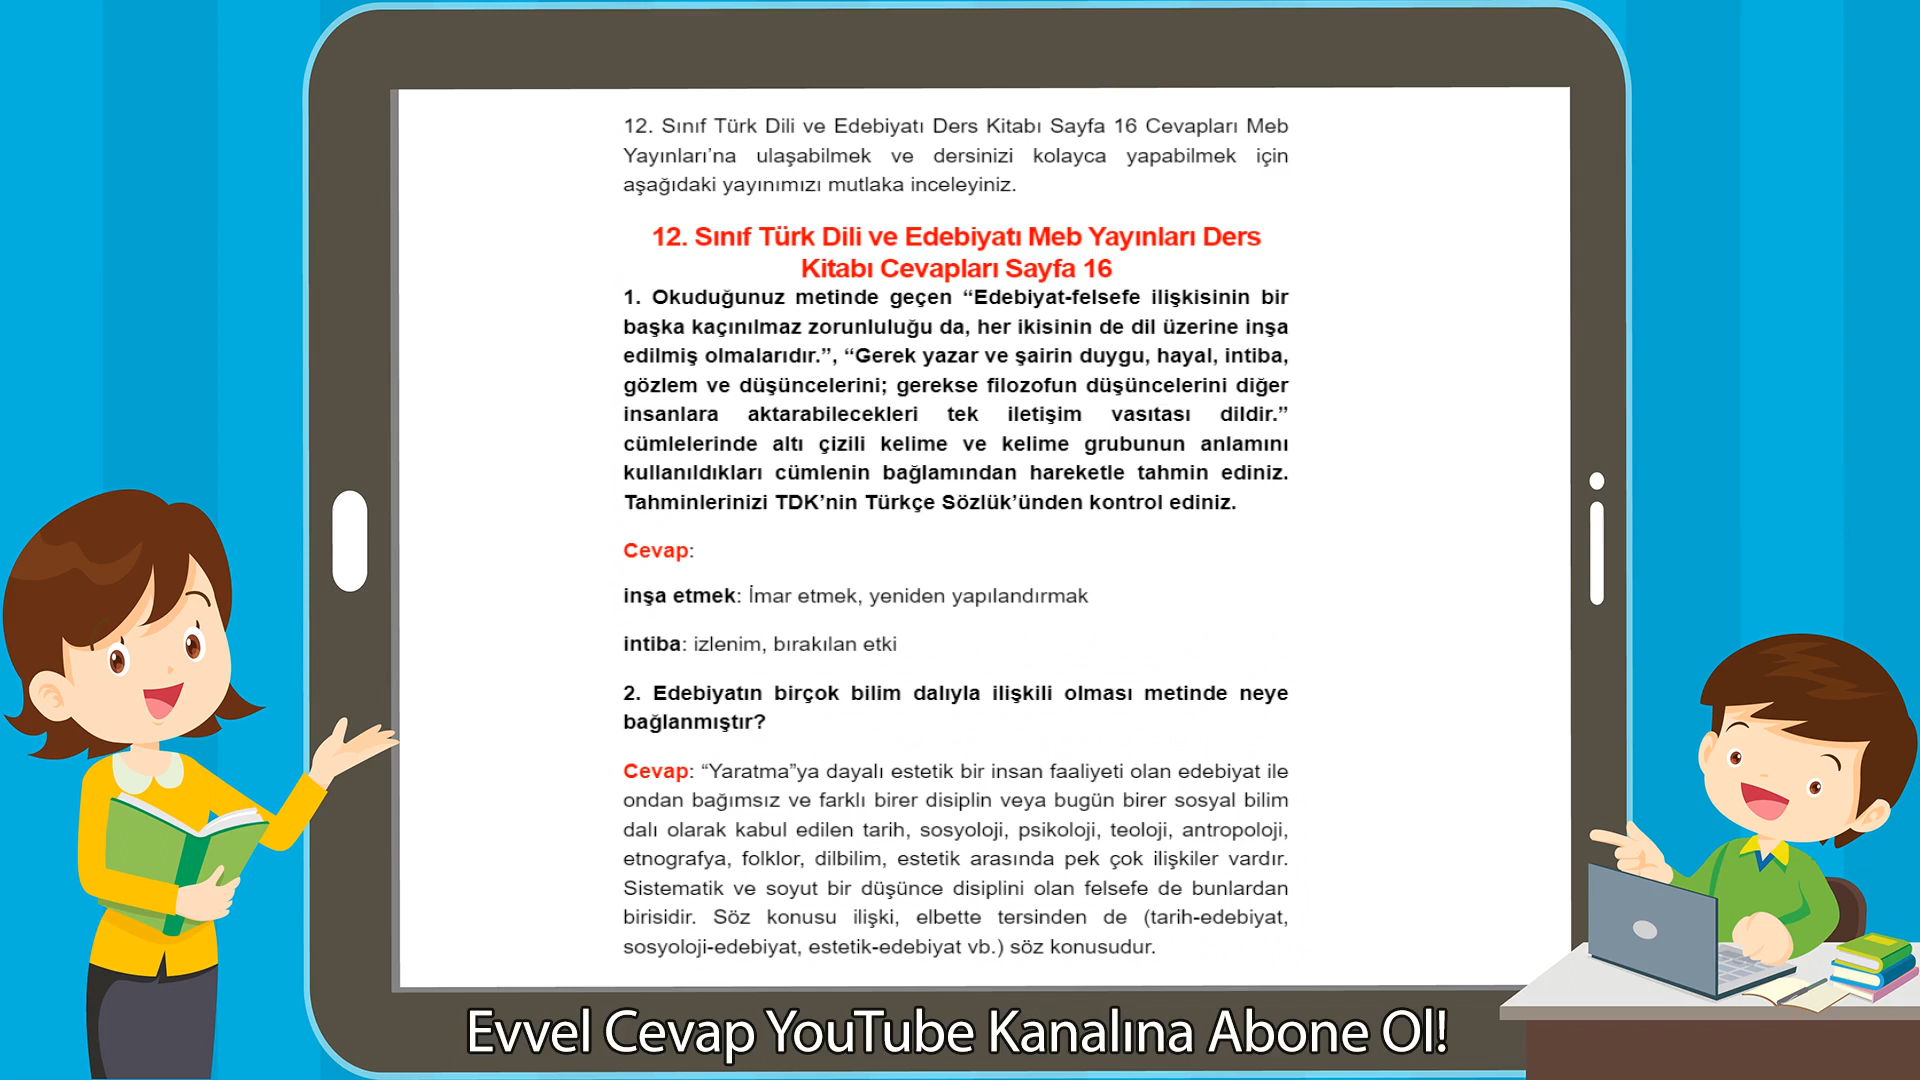 12. Sınıf Türk Dili ve Edebiyatı Ders Kitabı Sayfa 16 Cevapları Meb
Yayınları’na ulaşabilmek ve dersinizi kolayca yapabilmek için
aşağıdaki yayınımızı mutlaka inceleyiniz.
12. Sınıf Türk Dili ve Edebiyatı Meb Yayınları Ders
Kitabı Cevapları Sayfa 16
1. Okuduğunuz metinde geçen “Edebiyat-felsefe ilişkisinin bir
başka kaçınılmaz zorunluluğu da, her ikisinin de dil üzerine inşa
edilmiş olmalarıdır.”, “Gerek yazar ve şairin duygu, hayal, intiba,
gözlem ve düşüncelerini; gerekse filozofun düşüncelerini diğer
insanlara aktarabilecekleri tek iletişim vasıtası dildir.”
cümlelerinde altı çizili kelime ve kelime grubunun anlamını
kullanıldıkları cümlenin bağlamından hareketle tahmin ediniz.
Tahminlerinizi TDK’nin Türkçe Sözlük’ünden kontrol ediniz.
Cevap:
inşa etmek: İmar etmek, yeniden yapılandırmak
intiba: izlenim, bırakılan etki
2. Edebiyatın birçok bilim dalıyla ilişkili olması metinde neye
bağlanmıştır?
Cevap: “Yaratma”ya dayalı estetik bir insan faaliyeti olan edebiyat ile
ondan bağımsız ve farklı birer disiplin veya bugün birer sosyal bilim
dalı olarak kabul edilen tarih, sosyoloji, psikoloji, teoloji, antropoloji,
etnografya, folklor, dilbilim, estetik arasında pek çok ilişkiler vardır.
Sistematik ve soyut bir düşünce disiplini olan felsefe de bunlardan
birisidir. Söz konusu ilişki, elbette tersinden de (tarih-edebiyat,
sosyoloji-edebiyat, estetik-edebiyat vb.) söz konusudur.
Evvel Cevap YouTube Kanalına Abone Ol!